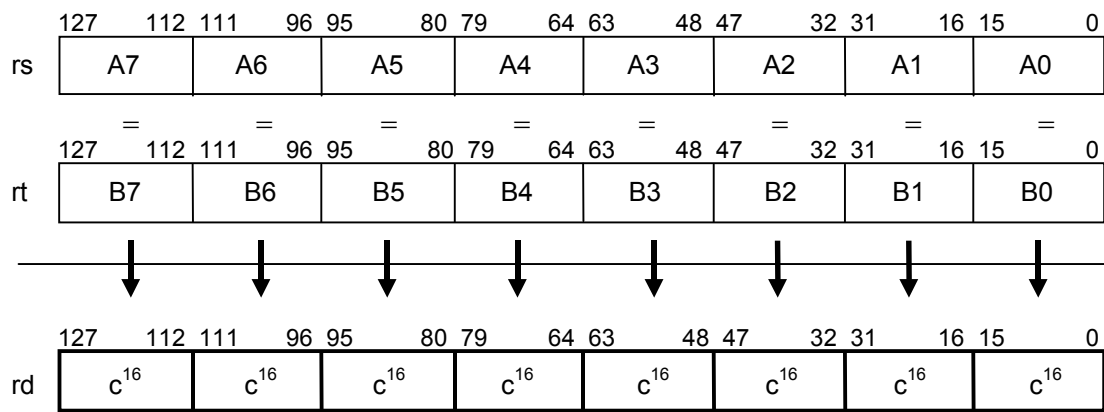 127 112 111 96 95 80 79 64 63 48 47 32 31 16 15 0
rs A7 A6 A5 A4 A3 A2 A1 A0
= = = = = = = =
127 112 111 96 95 80 79 64 63 48 47 32 31 16 15 0
rt B7 B6 B5 B4 B3 B2 B1 B0
127 112 111 96 95 80 79 64 63 48 47 32 31 16 15 0
rd c¹⁶ c¹⁶ c¹⁶ c¹⁶ c¹⁶ c¹⁶ c¹⁶ c¹⁶